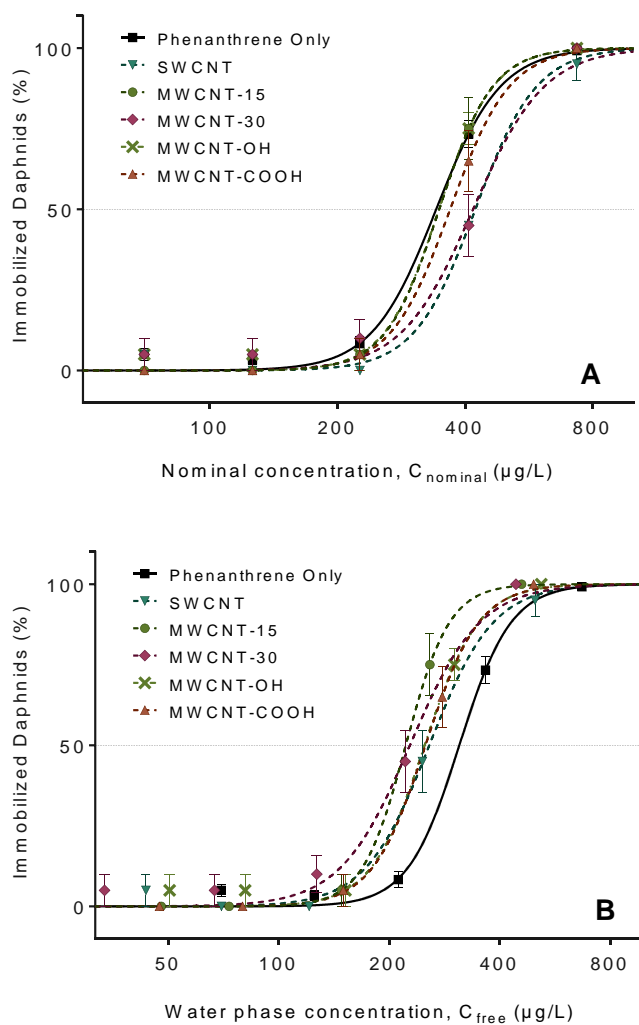 100
50
0
Immobilized Daphnids (%)
Phenanthrene Only
SWCNT
MWCNT-15
MWCNT-30
MWCNT-OH
MWCNT-COOH
A
100 200 400 800
Nominal concentration, Cnominal (µg/L)
100
50
0
Immobilized Daphnids (%)
Phenanthrene Only
SWCNT
MWCNT-15
MWCNT-30
MWCNT-OH
MWCNT-COOH
B
50 100 200 400 800
Water phase concentration, Cfree (µg/L)